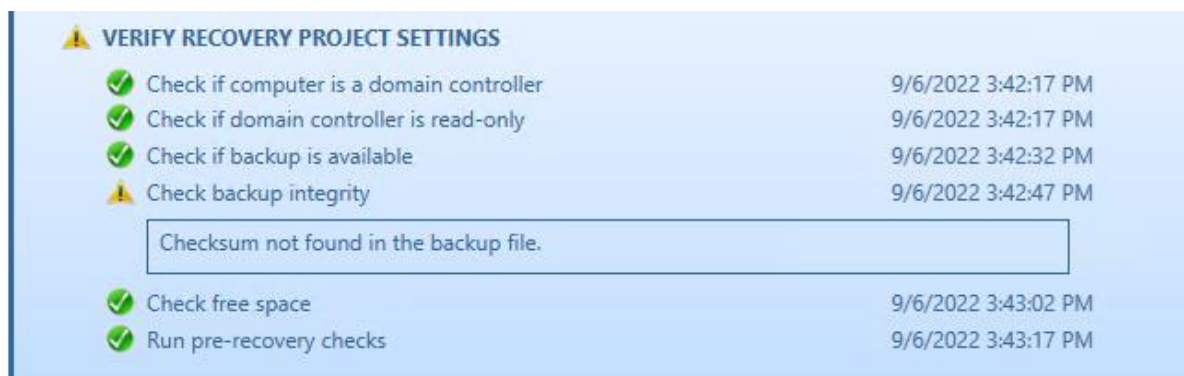 VERIFY RECOVERY PROJECT SETTINGS
Check if computer is a domain controller 9/6/2022 3:42:17 PM
Check if domain controller is read-only 9/6/2022 3:42:17 PM
Check if backup is available 9/6/2022 3:42:32 PM
Check backup integrity 9/6/2022 3:42:47 PM
Checksum not found in the backup file.
Check free space 9/6/2022 3:43:02 PM
Run pre-recovery checks 9/6/2022 3:43:17 PM